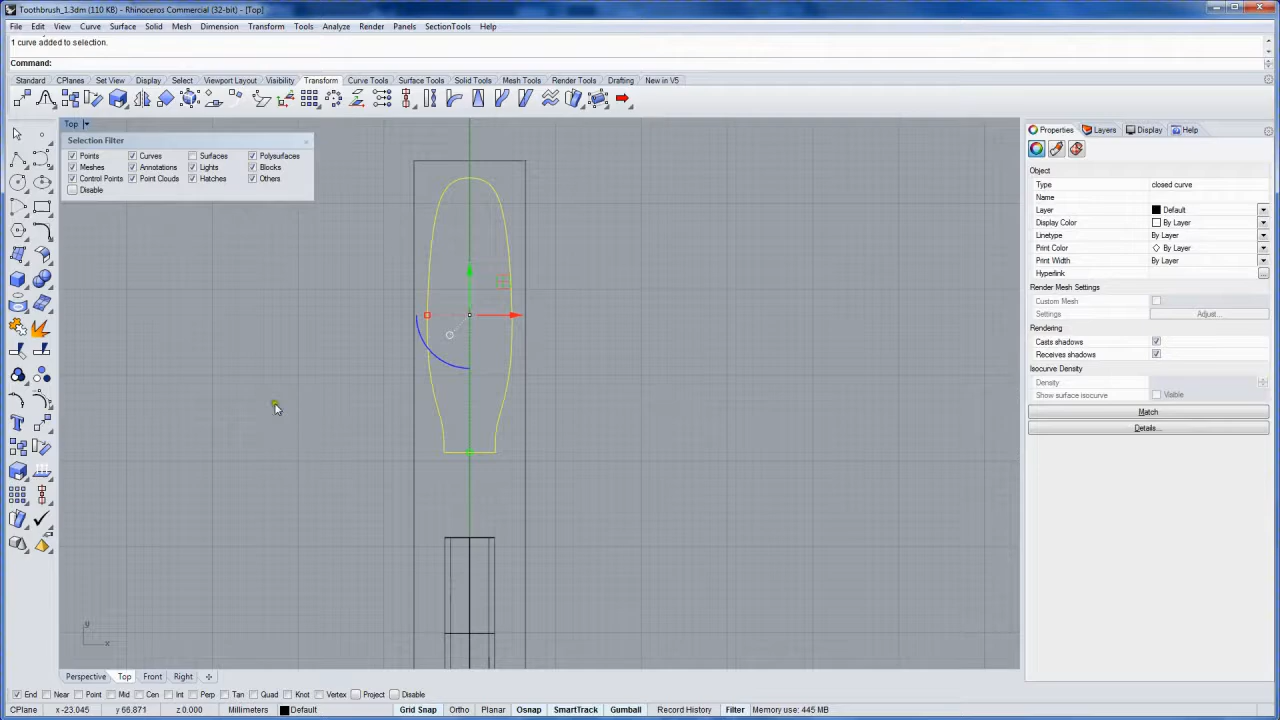 Toothbrush_1.3dm (110 KB) - Rhinoceros Commercial (32-bit) - [Top]
File Edit View Curve Surface Solid Mesh Dimension Transform Tools Analyze Render Panels SectionTools Help
1 curve added to selection.
Command:
Standard CPlanes Set View Display Select Viewport Layout Visibility Transform Curve Tools Surface Tools Solid Tools Mesh Tools Render Tools Drafting New in V5
Top
Selection Filter
Points Curves Surfaces Polysurfaces
Meshes Annotations Lights Blocks
Control Points Point Clouds Hatches Others
Disable
Properties Layers Display Help
Object
Type closed curve
Name
Layer Default
Display Color By Layer
Linetype By Layer
Print Color By Layer
Print Width By Layer
Hyperlink ...
Render Mesh Settings
Custom Mesh
Settings Adjust...
Rendering
Casts shadows
Receives shadows
Isocurve Density
Density
Show surface isocurve Visible
Match
Details...
y
x
Perspective Top Front Right
End Near Point Mid Cen Int Perp Tan Quad Knot Vertex Project Disable
CPlane x -23.045 y 66.871 z 0.000 Millimeters Default Grid Snap Ortho Planar Osnap SmartTrack Gumball Record History Filter Memory use: 445 MB